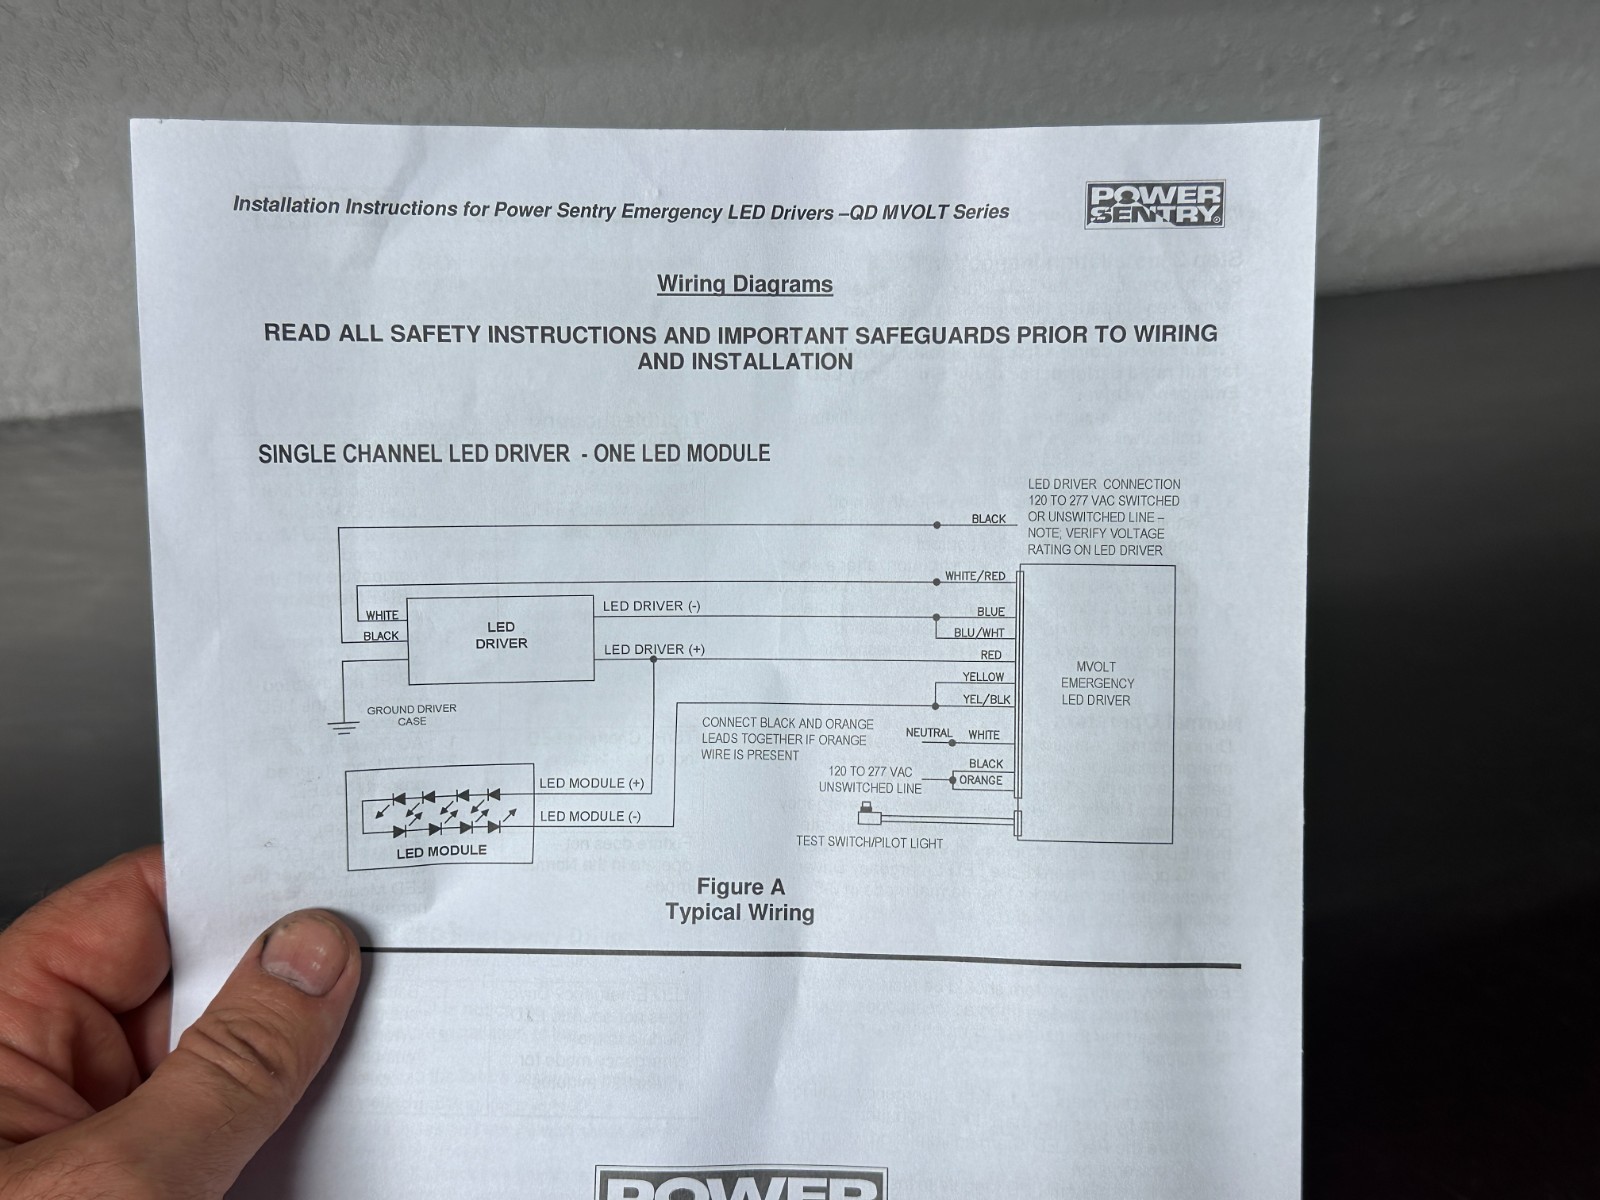 Installation Instructions for Power Sentry Emergency LED Drivers –QD MVOLT Series
POWER
SENTRY®
Wiring Diagrams
READ ALL SAFETY INSTRUCTIONS AND IMPORTANT SAFEGUARDS PRIOR TO WIRING
AND INSTALLATION
SINGLE CHANNEL LED DRIVER - ONE LED MODULE
LED DRIVER CONNECTION
120 TO 277 VAC SWITCHED
OR UNSWITCHED LINE –
NOTE; VERIFY VOLTAGE
RATING ON LED DRIVER
BLACK
WHITE/RED
WHITE
BLACK
LED
DRIVER
LED DRIVER (-)
LED DRIVER (+)
BLUE
BLU/WHT
RED
YELLOW
YEL/BLK
MVOLT
EMERGENCY
LED DRIVER
GROUND DRIVER
CASE
CONNECT BLACK AND ORANGE
LEADS TOGETHER IF ORANGE
WIRE IS PRESENT
NEUTRAL WHITE
120 TO 277 VAC
UNSWITCHED LINE
BLACK
ORANGE
LED MODULE (+)
LED MODULE (-)
LED MODULE
TEST SWITCH/PILOT LIGHT
Figure A
Typical Wiring
POWER